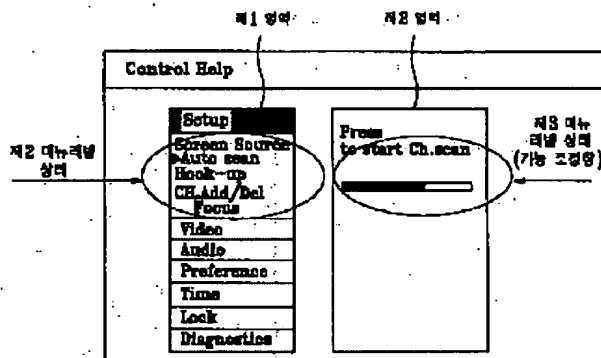 제1 영역
제2 영역
Control Help
Setup
Screen Source
Auto scan
Hook-up
CH.Add/Del
Focus
Video
Audio
Preference
Time
Lock
Diagnostics
Press
to start Ch.scan
제2 메뉴레벨
상태
제3 메뉴
레벨 상태
(기능 조정량)